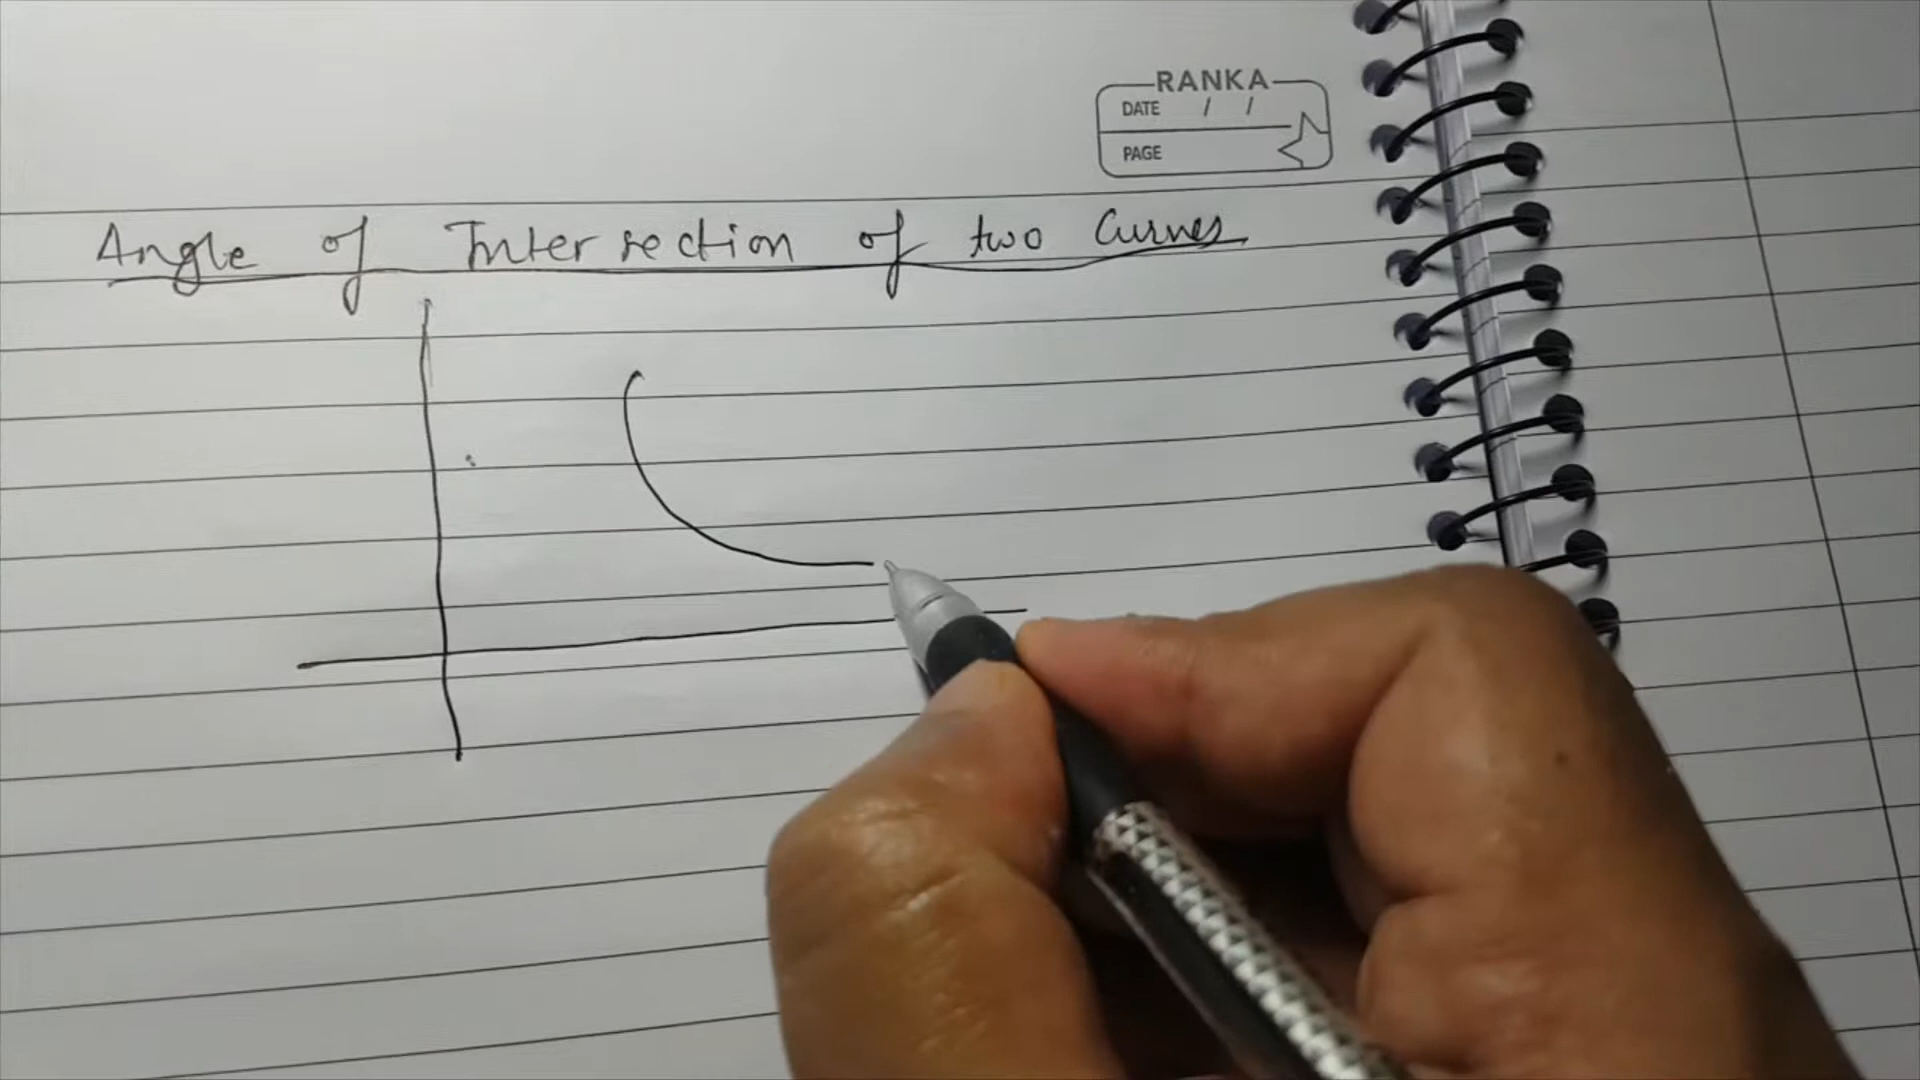 RANKA
DATE / /
PAGE
Angle of Intersection of two Curves